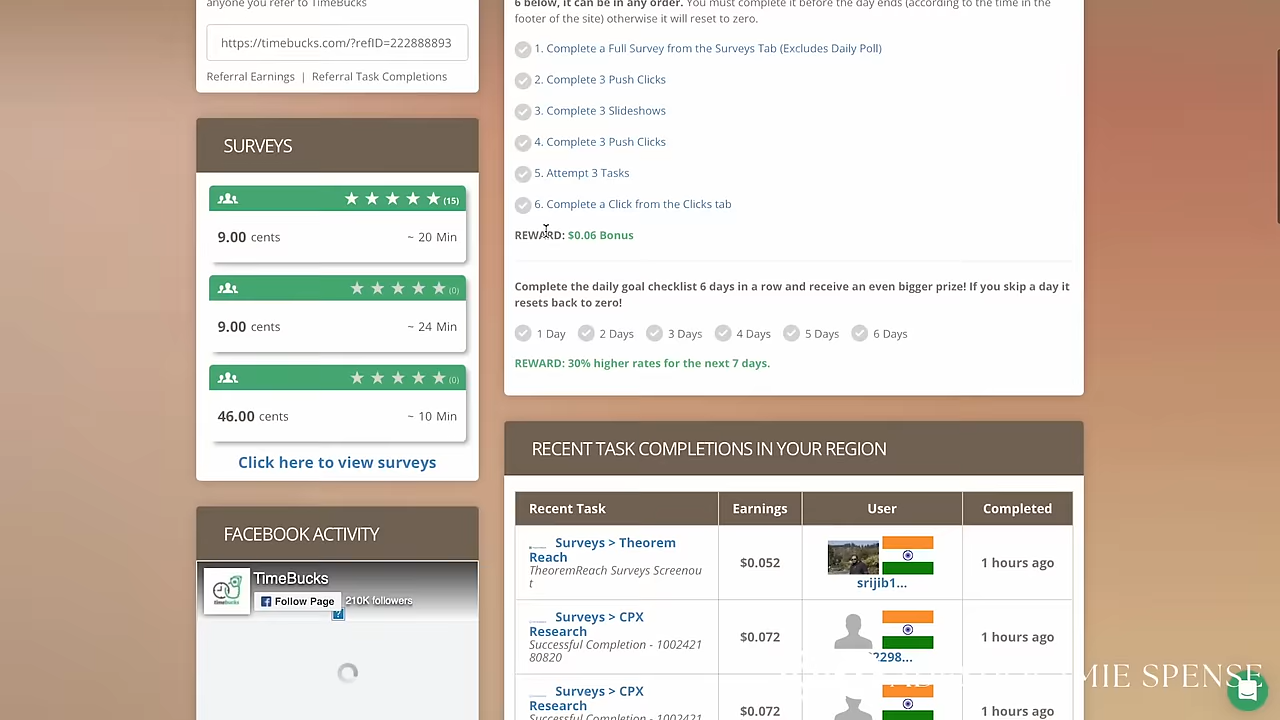 anyone you refer to TimeBucks
https://timebucks.com/?refID=222888893
Referral Earnings | Referral Task Completions
SURVEYS
(15)
9.00 cents ~ 20 Min
(0)
9.00 cents ~ 24 Min
(0)
46.00 cents ~ 10 Min
Click here to view surveys
FACEBOOK ACTIVITY
TimeBucks
Follow Page 210K followers
6 below, it can be in any order. You must complete it before the day ends (according to the time in the
footer of the site) otherwise it will reset to zero.
1. Complete a Full Survey from the Surveys Tab (Excludes Daily Poll)
2. Complete 3 Push Clicks
3. Complete 3 Slideshows
4. Complete 3 Push Clicks
5. Attempt 3 Tasks
6. Complete a Click from the Clicks tab
REWARD: $0.06 Bonus
Complete the daily goal checklist 6 days in a row and receive an even bigger prize! If you skip a day it
resets back to zero!
1 Day 2 Days 3 Days 4 Days 5 Days 6 Days
REWARD: 30% higher rates for the next 7 days.
RECENT TASK COMPLETIONS IN YOUR REGION
Recent Task Earnings User Completed
Surveys > Theorem
Reach
TheoremReach Surveys Screenou
t
$0.052
srijib1...
1 hours ago
Surveys > CPX
Research
Successful Completion - 1002421
80820
$0.072
2298...
1 hours ago
Surveys > CPX
Research
Successful Completion - 1002421
$0.072
1 hours ago
MIE SPENSE